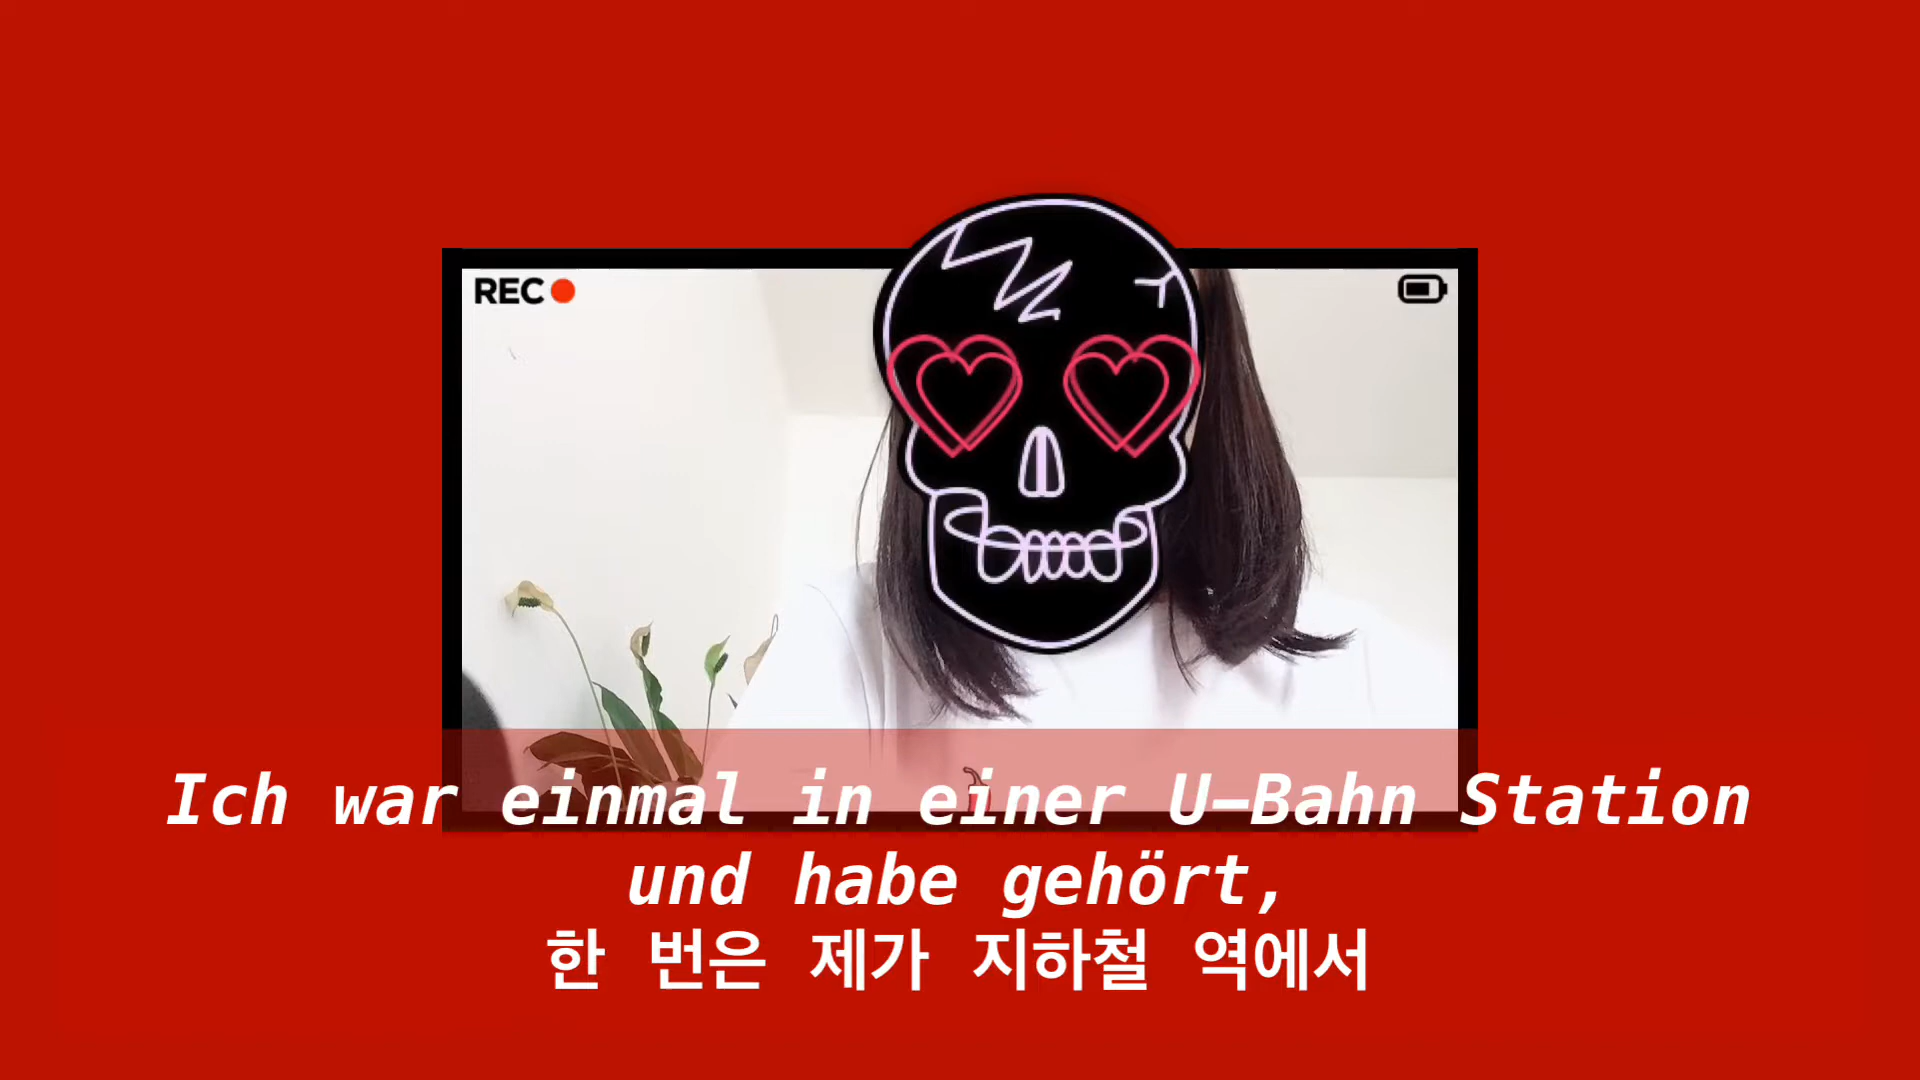 REC
Ich war einmal in einer U-Bahn Station
und habe gehört,
한 번은 제가 지하철 역에서